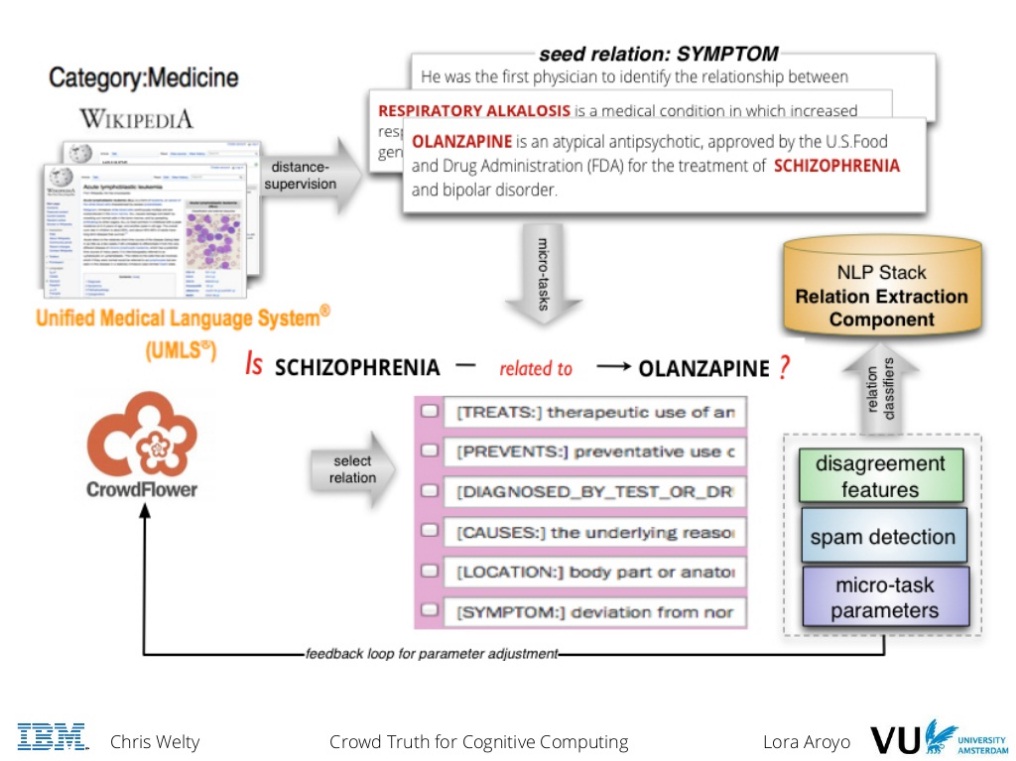 Category:Medicine
WIKIPEDIA
Acute lymphoblastic leukemia
Unified Medical Language System®
(UMLS®)
distance-
supervision
seed relation: SYMPTOM
He was the first physician to identify the relationship between
RESPIRATORY ALKALOSIS is a medical condition in which increased
resp
gen
OLANZAPINE is an atypical antipsychotic, approved by the U.S.Food
and Drug Administration (FDA) for the treatment of SCHIZOPHRENIA
and bipolar disorder.
micro-tasks
NLP Stack
Relation Extraction
Component
Is SCHIZOPHRENIA – related to → OLANZAPINE ?
relation
classifiers
CrowdFlower
select
relation
[TREATS:] therapeutic use of an
[PREVENTS:] preventative use o
[DIAGNOSED_BY_TEST_OR_DR
[CAUSES:] the underlying reaso
[LOCATION:] body part or anator
[SYMPTOM:] deviation from nor
disagreement
features
spam detection
micro-task
parameters
feedback loop for parameter adjustment
IBM. Chris Welty
Crowd Truth for Cognitive Computing
Lora Aroyo
VU UNIVERSITY
AMSTERDAM